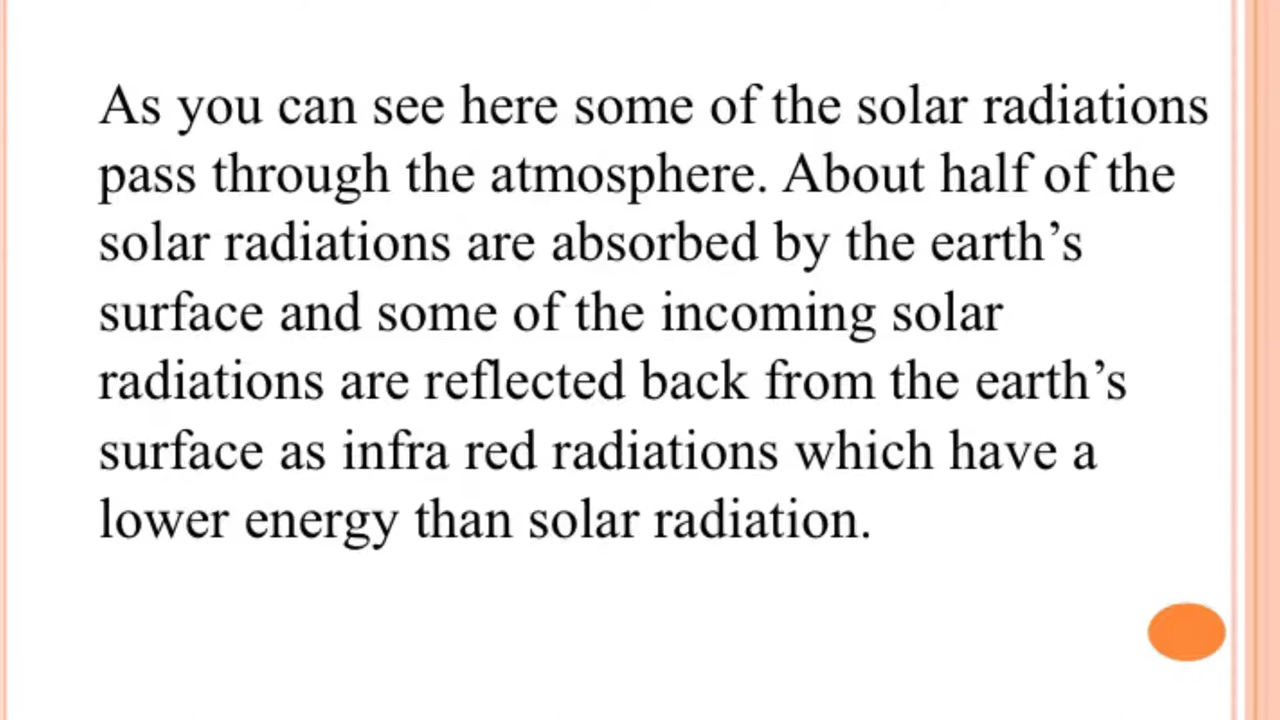 As you can see here some of the solar radiations
pass through the atmosphere. About half of the
solar radiations are absorbed by the earth’s
surface and some of the incoming solar
radiations are reflected back from the earth’s
surface as infra red radiations which have a
lower energy than solar radiation.